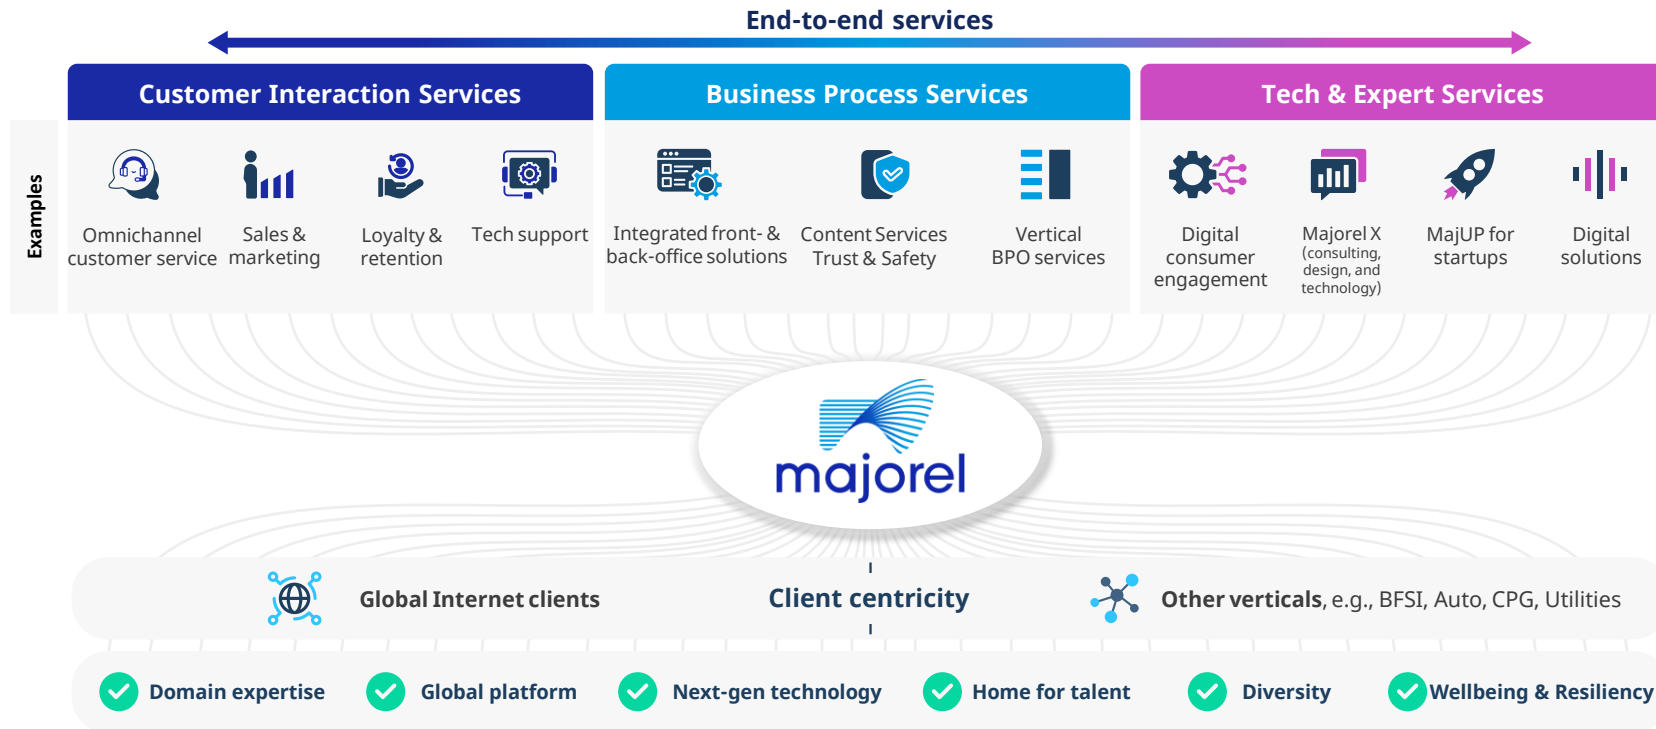 End-to-end services
Customer Interaction Services
Business Process Services
Tech & Expert Services
Examples
Omnichannel
customer service
Sales &
marketing
Loyalty &
retention
Tech support
Integrated front- &
back-office solutions
Content Services
Trust & Safety
Vertical
BPO services
Digital
consumer
engagement
Majorel X
(consulting,
design, and
technology)
MajUP for
startups
Digital
solutions
majorel
Global Internet clients
Client centricity
Other verticals, e.g., BFSI, Auto, CPG, Utilities
Domain expertise
Global platform
Next-gen technology
Home for talent
Diversity
Wellbeing & Resiliency